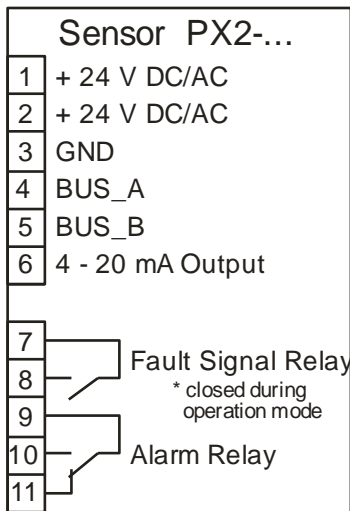 Sensor PX2-...
1 + 24 V DC/AC
2 + 24 V DC/AC
3 GND
4 BUS_A
5 BUS_B
6 4 - 20 mA Output
7
Fault Signal Relay
8
* closed during
operation mode
9
10 Alarm Relay
11